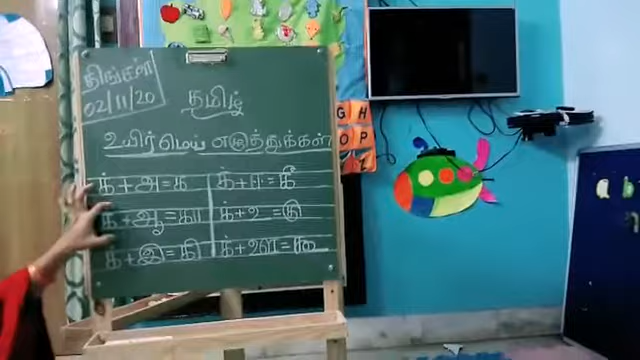 திங்கள்
02/11/20
தமிழ்
உயிர்மெய் எழுத்துக்கள்
க்+அ=க க்+ஈ=கீ
க்+ஆ=கா க்+உ=கு
க்+இ=கி க்+ஊ=கூ